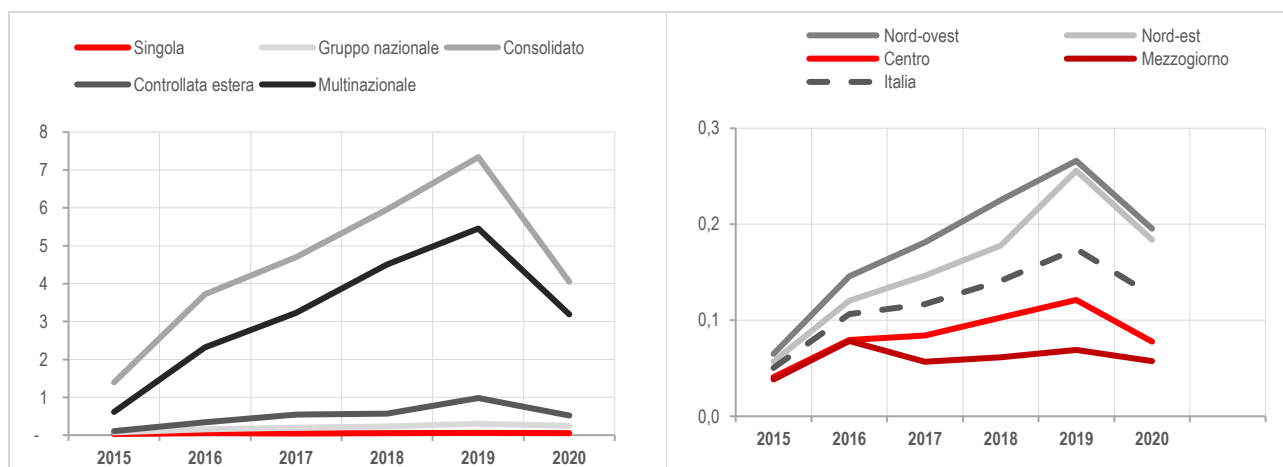 Singola Gruppo nazionale Consolidato
Controllata estera Multinazionale
8
7
6
5
4
3
2
1
-
2015 2016 2017 2018 2019 2020
Nord-ovest Nord-est
Centro Mezzogiorno
Italia
0,3
0,2
0,1
0,0
2015 2016 2017 2018 2019 2020